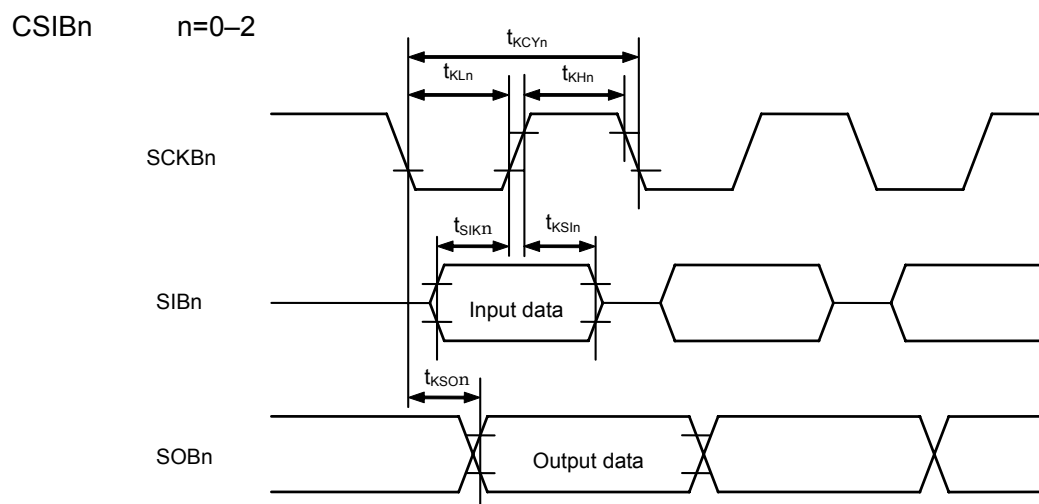 CSIBn n=0–2
tKCYn
tKLn tKHn
SCKBn
tSIKn tKSIn
SIBn
Input data
tKSOn
SOBn
Output data